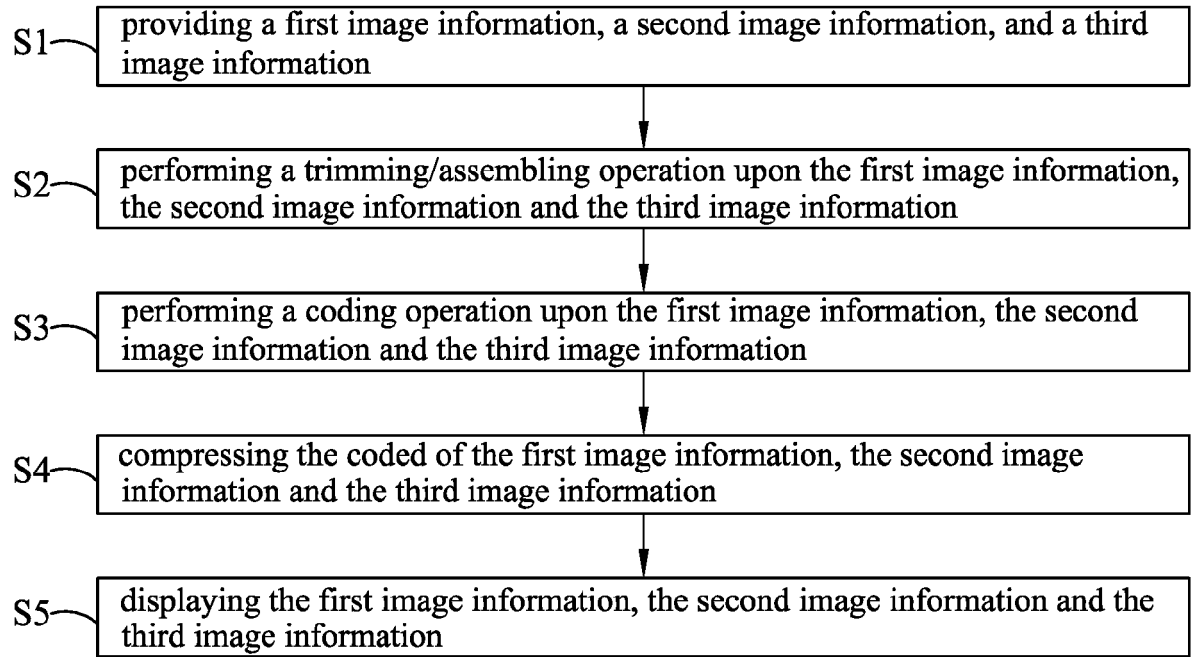 S1
providing a first image information, a second image information, and a third
image information
S2
performing a trimming/assembling operation upon the first image information,
the second image information and the third image information
S3
performing a coding operation upon the first image information, the second
image information and the third image information
S4
compressing the coded of the first image information, the second image
information and the third image information
S5
displaying the first image information, the second image information and the
third image information